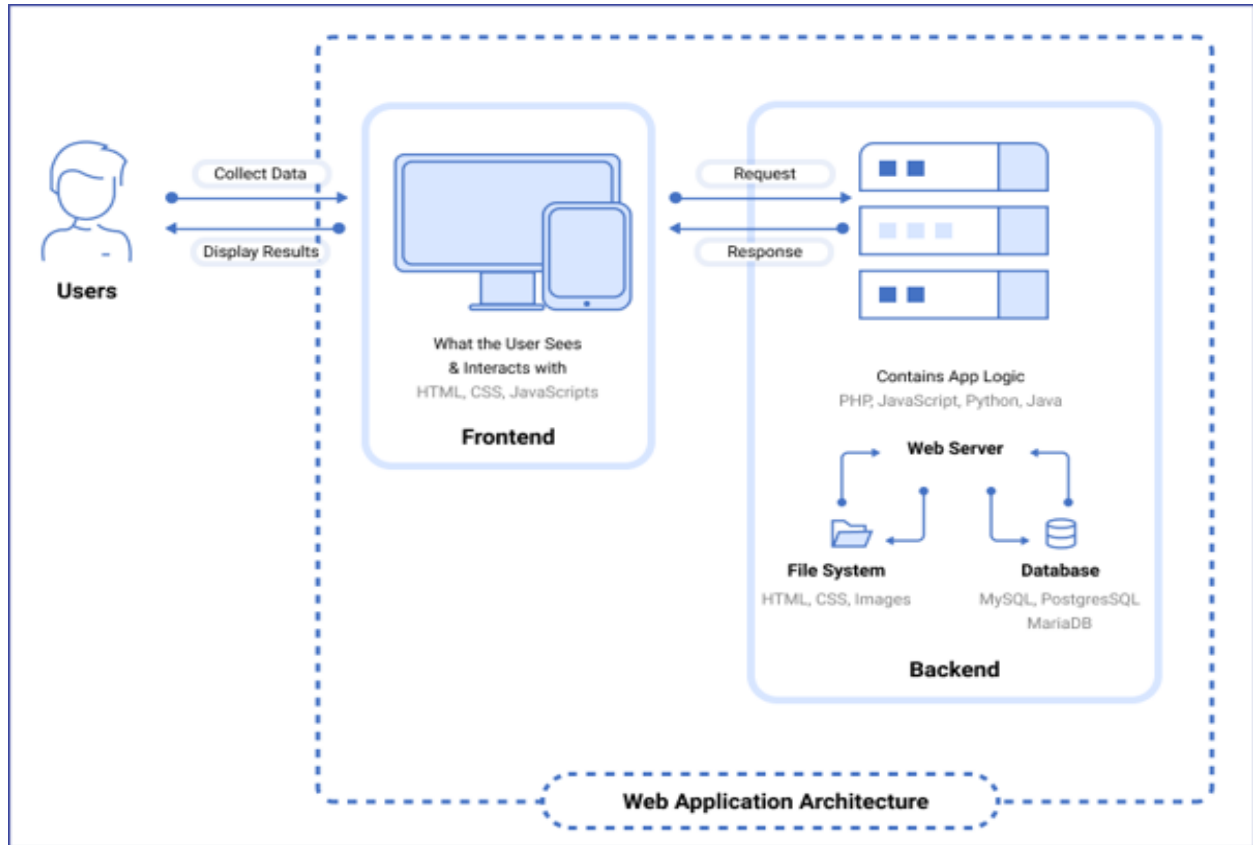 Collect Data
Display Results
Users
What the User Sees
& Interacts with
HTML, CSS, JavaScripts
Frontend
Request
Response
Contains App Logic
PHP, JavaScript, Python, Java
Web Server
File System
HTML, CSS, Images
Database
MySQL, PostgresSQL
MariaDB
Backend
Web Application Architecture